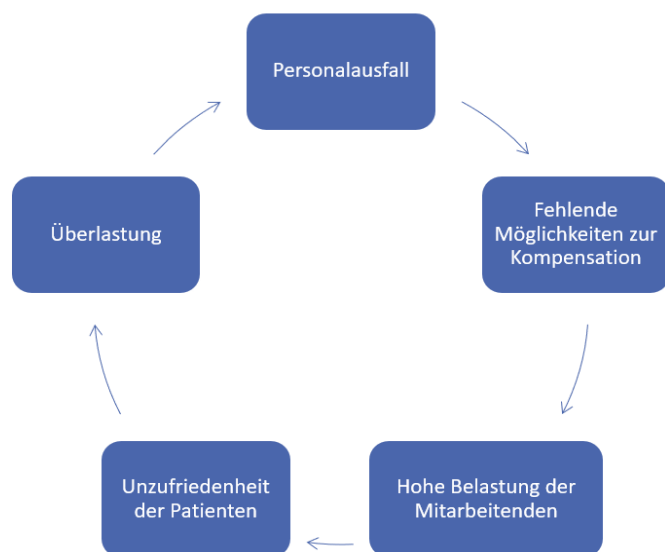 Personalausfall
Fehlende
Möglichkeiten zur
Kompensation
Hohe Belastung der
Mitarbeitenden
Unzufriedenheit
der Patienten
Überlastung